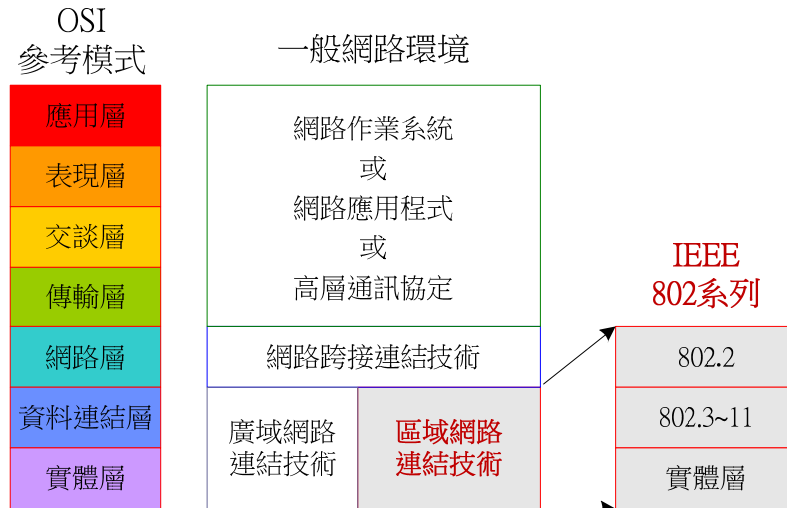 OSI
參考模式
應用層
表現層
交談層
傳輸層
網路層
資料連結層
實體層
一般網路環境
網路作業系統
或
網路應用程式
或
高層通訊協定
網路跨接連結技術
廣域網路
連結技術
區域網路
連結技術
IEEE
802系列
802.2
802.3~11
實體層